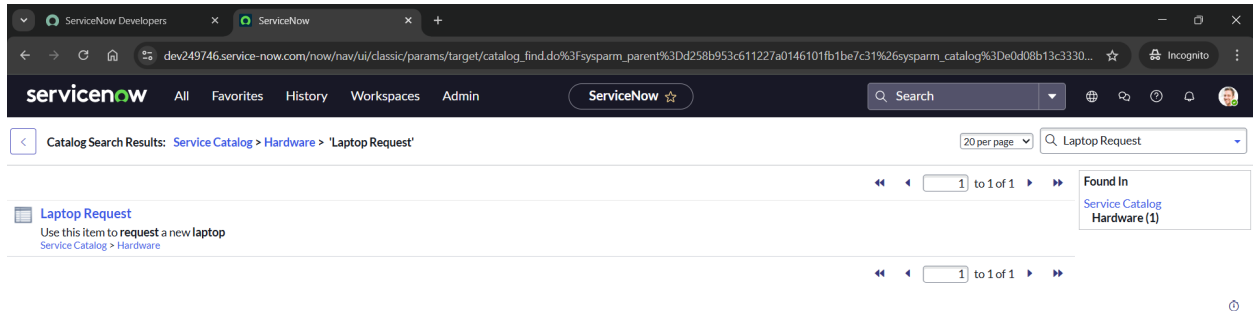 ServiceNow Developers
ServiceNow
dev249746.service-now.com/now/nav/ui/classic/params/target/catalog_find.do%3Fsysparm_parent%3Dd258b953c611227a0146101fb1be7c31%26sysparm_catalog%3De0d08b13c3330...
Incognito
servicenow All Favorites History Workspaces Admin ServiceNow Search
Catalog Search Results: Service Catalog > Hardware > 'Laptop Request' 20 per page Laptop Request
1 to 1 of 1
Found In
Service Catalog
Hardware (1)
Laptop Request
Use this item to request a new laptop
Service Catalog > Hardware
1 to 1 of 1